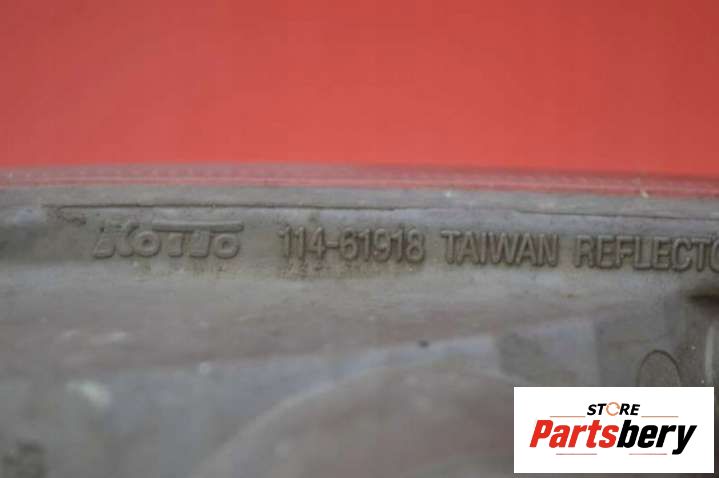 KOITO 114-61918 TAIWAN REFLECTO
STORE
Partsbery